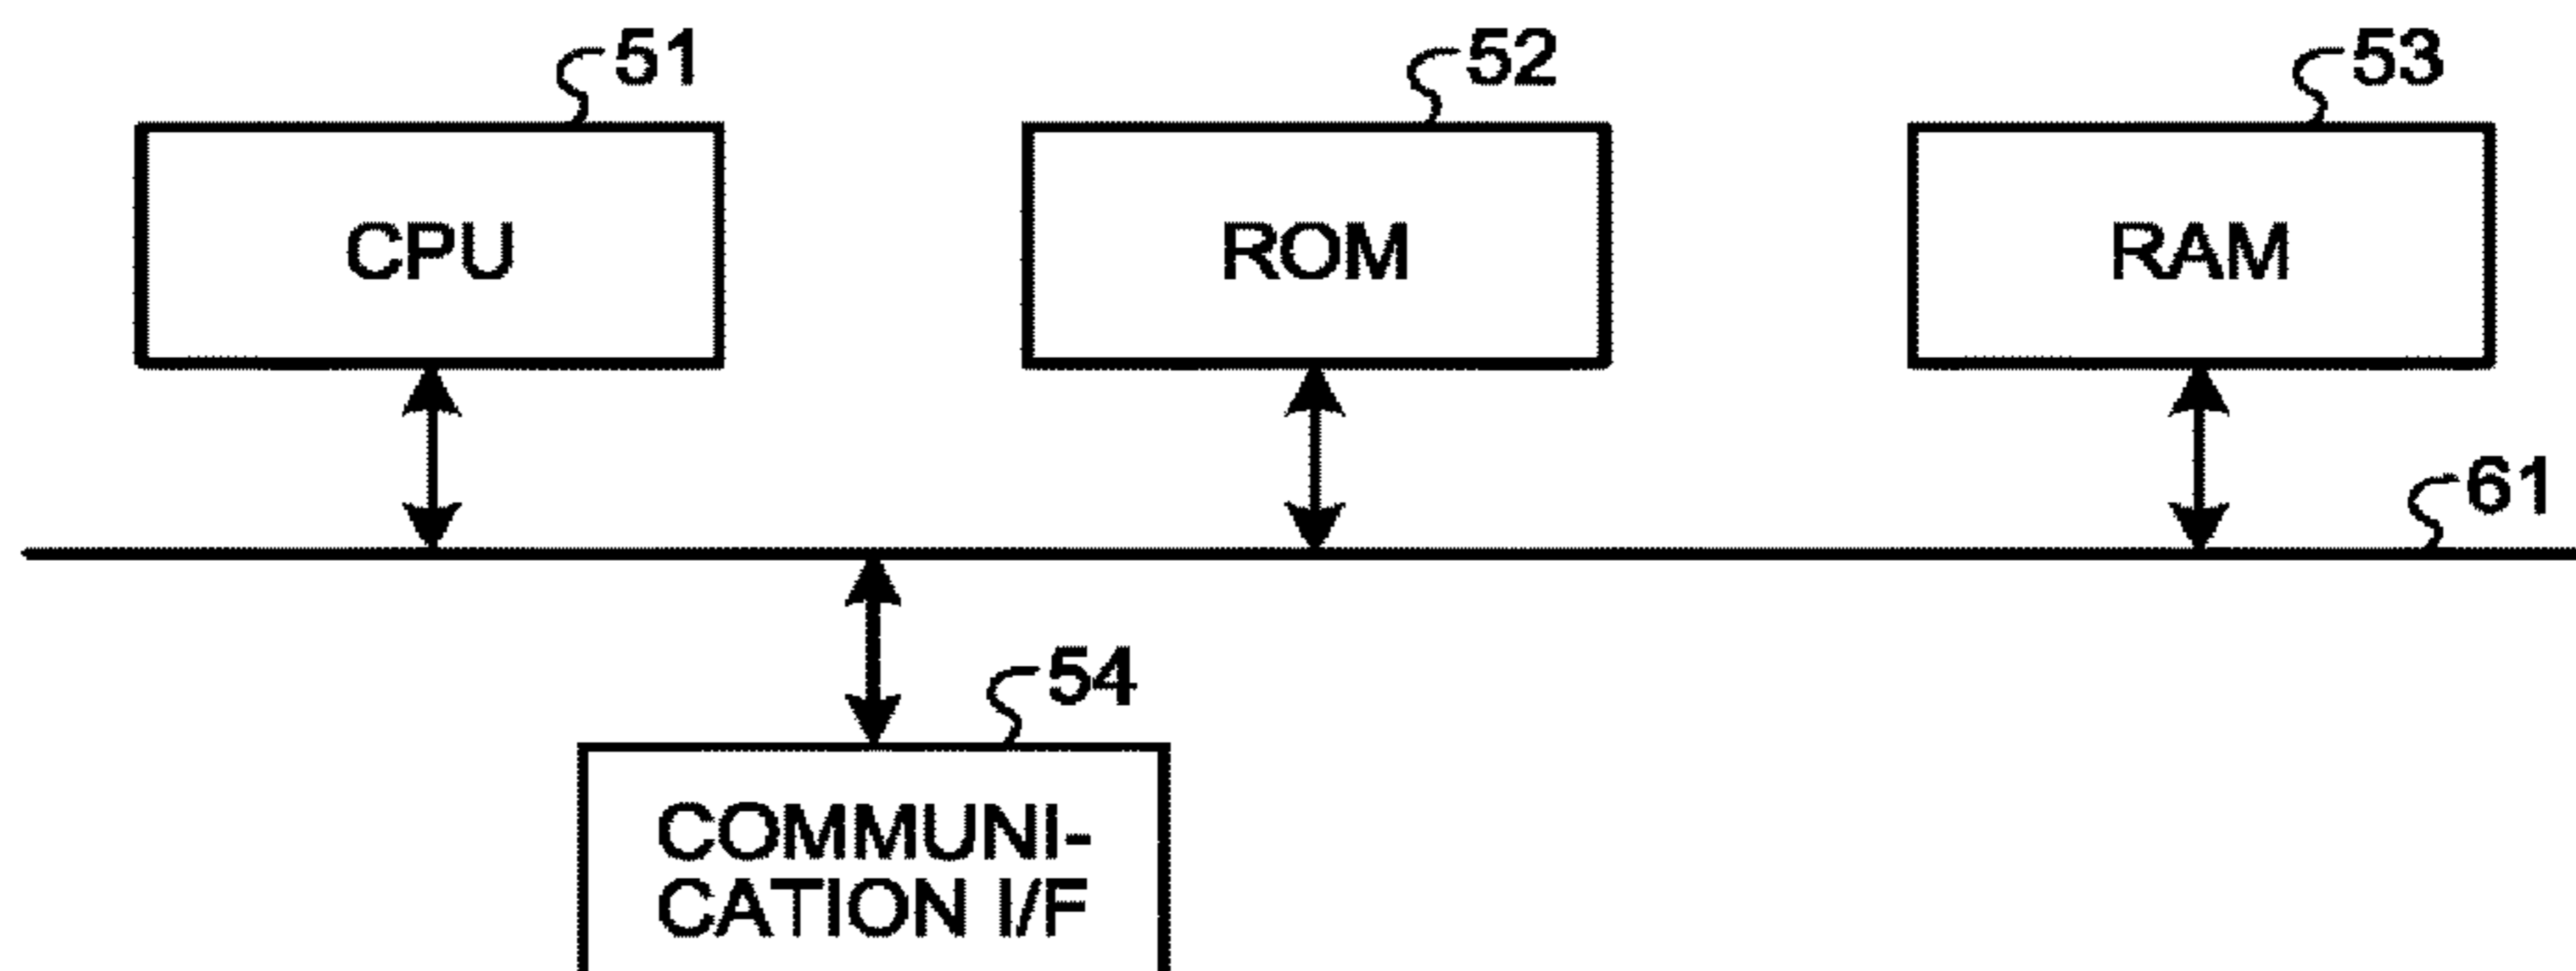 51
52
53
CPU
ROM
RAM
61
54
COMMUNI-
CATION I/F